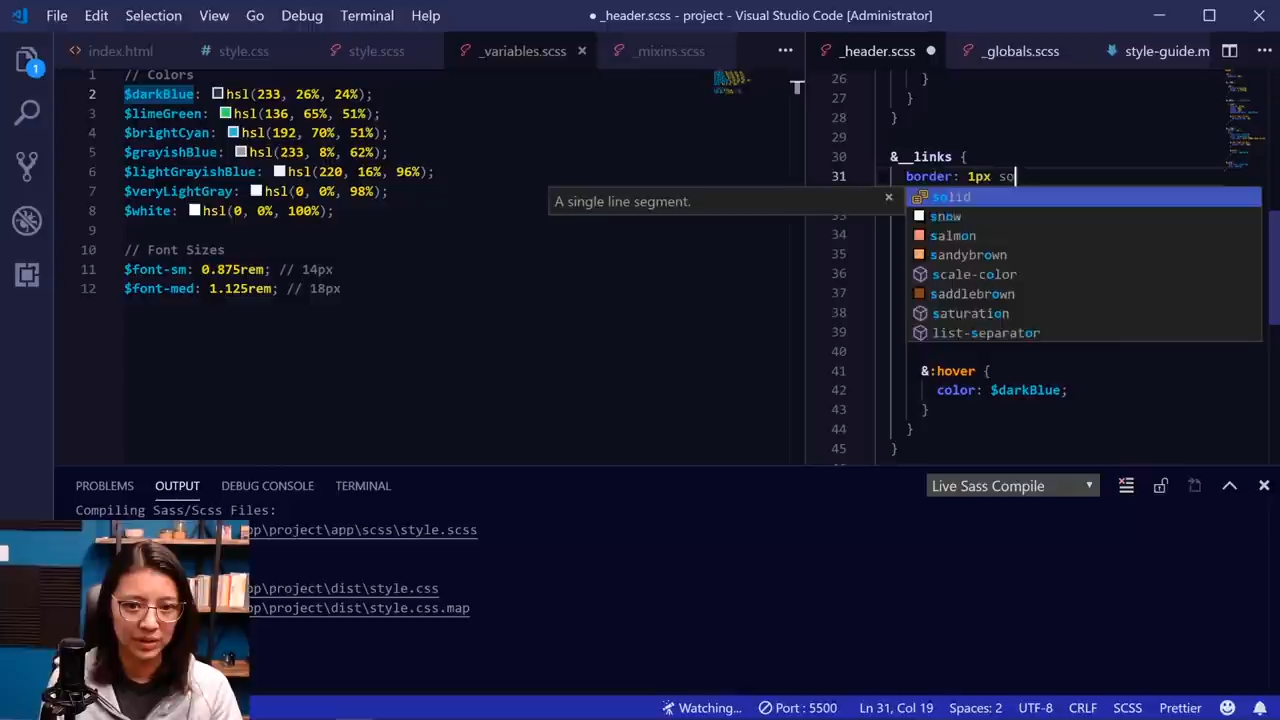 File Edit Selection View Go Debug Terminal Help
● _header.scss - project - Visual Studio Code [Administrator]
1
index.html
style.css
style.scss
_variables.scss
_mixins.scss
_header.scss
_globals.scss
style-guide.m
1 // Colors
2 $darkBlue: hsl(233, 26%, 24%);
3 $limeGreen: hsl(136, 65%, 51%);
4 $brightCyan: hsl(192, 70%, 51%);
5 $grayishBlue: hsl(233, 8%, 62%);
6 $lightGrayishBlue: hsl(220, 16%, 96%);
7 $veryLightGray: hsl(0, 0%, 98%);
8 $white: hsl(0, 0%, 100%);
9
10 // Font Sizes
11 $font-sm: 0.875rem; // 14px
12 $font-med: 1.125rem; // 18px
26 }
27 }
28 }
29
30 &__links {
31 border: 1px so
A single line segment.
solid
snow
salmon
sandybrown
scale-color
saddlebrown
saturation
list-separator
33
34
35
36
37
38
39
40
41 &:hover {
42 color: $darkBlue;
43 }
44 }
45 }
PROBLEMS OUTPUT DEBUG CONSOLE TERMINAL
Live Sass Compile
Compiling Sass/Scss Files:
pp\project\app\scss\style.scss
pp\project\dist\style.css
pp\project\dist\style.css.map
Watching... Port : 5500 Ln 31, Col 19 Spaces: 2 UTF-8 CRLF SCSS Prettier